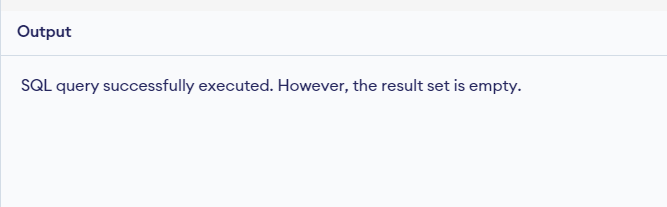 Output
SQL query successfully executed. However, the result set is empty.